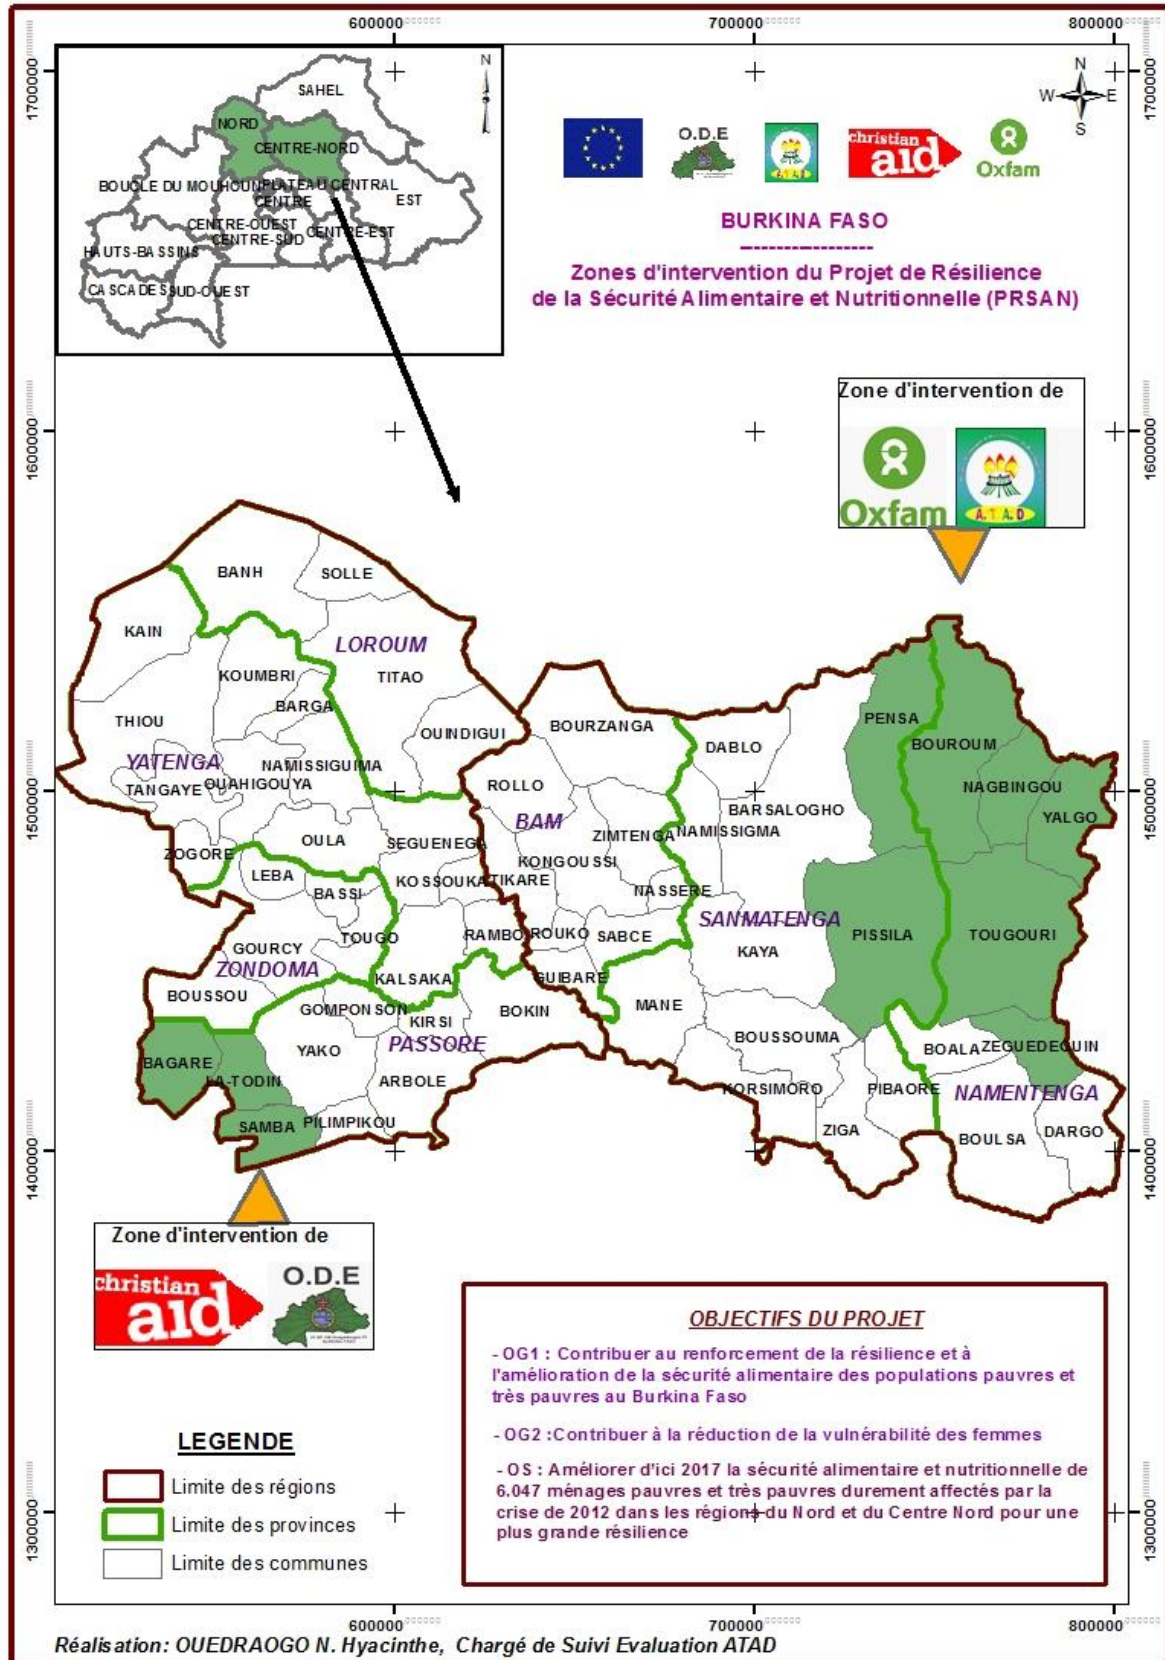 600000
700000
800000
1700000
1700000
SAHEL
NORD
CENTRE-NORD
BOUCLE DU MOUHOUN
PLATEAU CENTRAL
CENTRE
EST
CENTRE-OUEST
CENTRE-SUD
CENTRE-EST
HAUTS-BASSINS
CASCADES
SUD-OUEST
N
N
W
E
S
O.D.E
A.T.A.D
christian
aid
Oxfam
BURKINA FASO
------------------
Zones d'intervention du Projet de Résilience
de la Sécurité Alimentaire et Nutritionnelle (PRSAN)
Zone d'intervention de
Oxfam
A.T.A.D
1600000
1600000
BANH
SOLLE
KAIN
LOROUM
KOUMBRI
TITAO
BARGA
THIOU
OUINDIGUI
BOURZANGA
DABLO
PENSA
BOUROUM
YATENGA
NAMISSIGUIMA
TANGAYE
OUAHIGOUYA
ROLLO
NAGBINGOU
BARSALOGHO
YALGO
1500000
1500000
BAM
ZIMTENGA
NAMISSIGMA
ZOGORE
OULA
SEGUENEGA
KONGOUSSI
LEBA
BASSI
KOSSOUKA
TIKARE
NASSERE
SANMATENGA
TOUGO
RAMBO
ROUKO
SABCE
PISSILA
TOUGOURI
GOURCY
KAYA
ZONDOMA
KALSAKA
GUIBARE
BOUSSOU
GOMPONSON
KIRSI
BOKIN
MANE
PASSORE
BOUSSOUMA
BOALA
ZEGUEDEGUIN
YAKO
BAGARE
LA-TODIN
ARBOLE
KORSIMORO
PIBAORE
NAMENTENGA
SAMBA
PILIMPIKOU
ZIGA
BOULSA
DARGO
1400000
1400000
Zone d'intervention de
christian
aid
O.D.E
OBJECTIFS DU PROJET
- OG1 : Contribuer au renforcement de la résilience et à
l'amélioration de la sécurité alimentaire des populations pauvres et
très pauvres au Burkina Faso
- OG2 :Contribuer à la réduction de la vulnérabilité des femmes
- OS : Améliorer d'ici 2017 la sécurité alimentaire et nutritionnelle de
6.047 ménages pauvres et très pauvres durement affectés par la
crise de 2012 dans les régions du Nord et du Centre Nord pour une
plus grande résilience
LEGENDE
Limite des régions
Limite des provinces
Limite des communes
1300000
1300000
600000
700000
800000
Réalisation: OUEDRAOGO N. Hyacinthe, Chargé de Suivi Evaluation ATAD